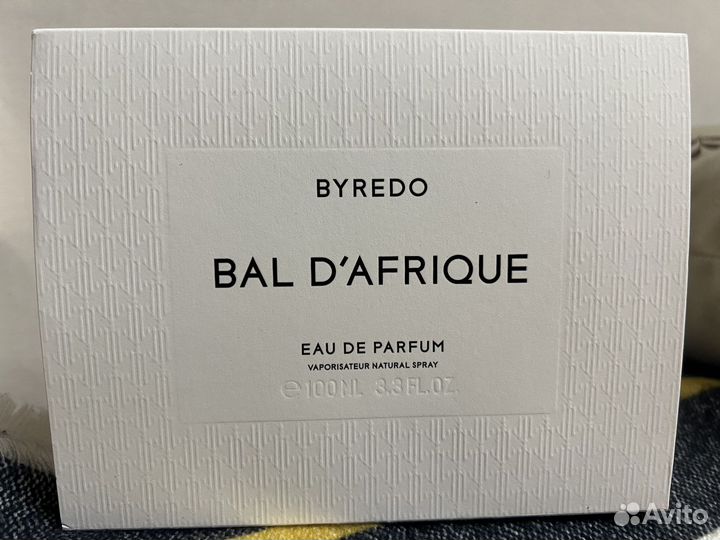 BYREDO
BAL D'AFRIQUE
EAU DE PARFUM
VAPORISATEUR NATURAL SPRAY
℮100ML 3.3FL.OZ.
Avito